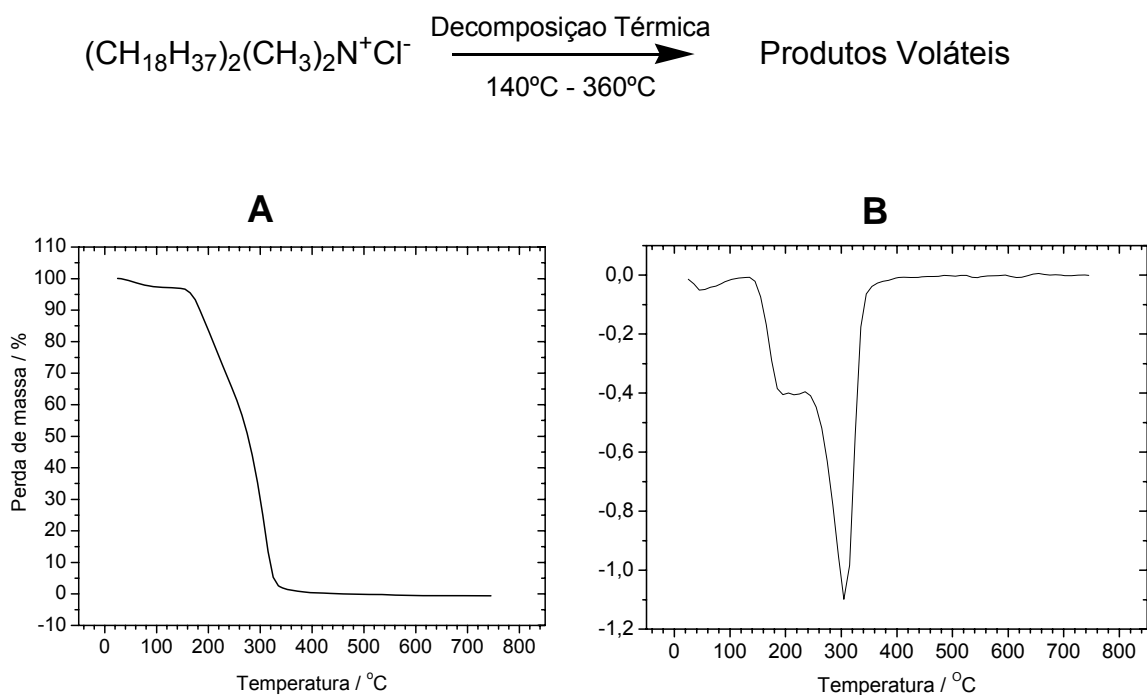 Decomposiçao Térmica
(CH18H37)2(CH3)2N+Cl- Produtos Voláteis
140ºC - 360ºC
A
B
110
100
90
80
70
60
50
40
30
20
10
0
-10
Perda de massa / %
0 100 200 300 400 500 600 700 800
Temperatura / °C
0,0
-0,2
-0,4
-0,6
-0,8
-1,0
-1,2
0 100 200 300 400 500 600 700 800
Temperatura / OC